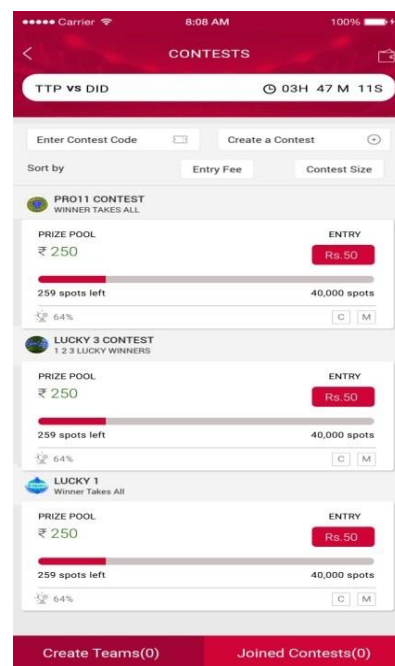 Carrier 8:08 AM 100%
CONTESTS
TTP vs DID 03H 47 M 11S
Enter Contest Code Create a Contest
Sort by Entry Fee Contest Size
PRO11 CONTEST
WINNER TAKES ALL
PRIZE POOL ENTRY
₹ 250 Rs.50
259 spots left 40,000 spots
64% C M
LUCKY 3 CONTEST
1 2 3 LUCKY WINNERS
PRIZE POOL ENTRY
₹ 250 Rs.50
259 spots left 40,000 spots
64% C M
LUCKY 1
Winner Takes All
PRIZE POOL ENTRY
₹ 250 Rs.50
259 spots left 40,000 spots
64% C M
Create Teams(0) Joined Contests(0)